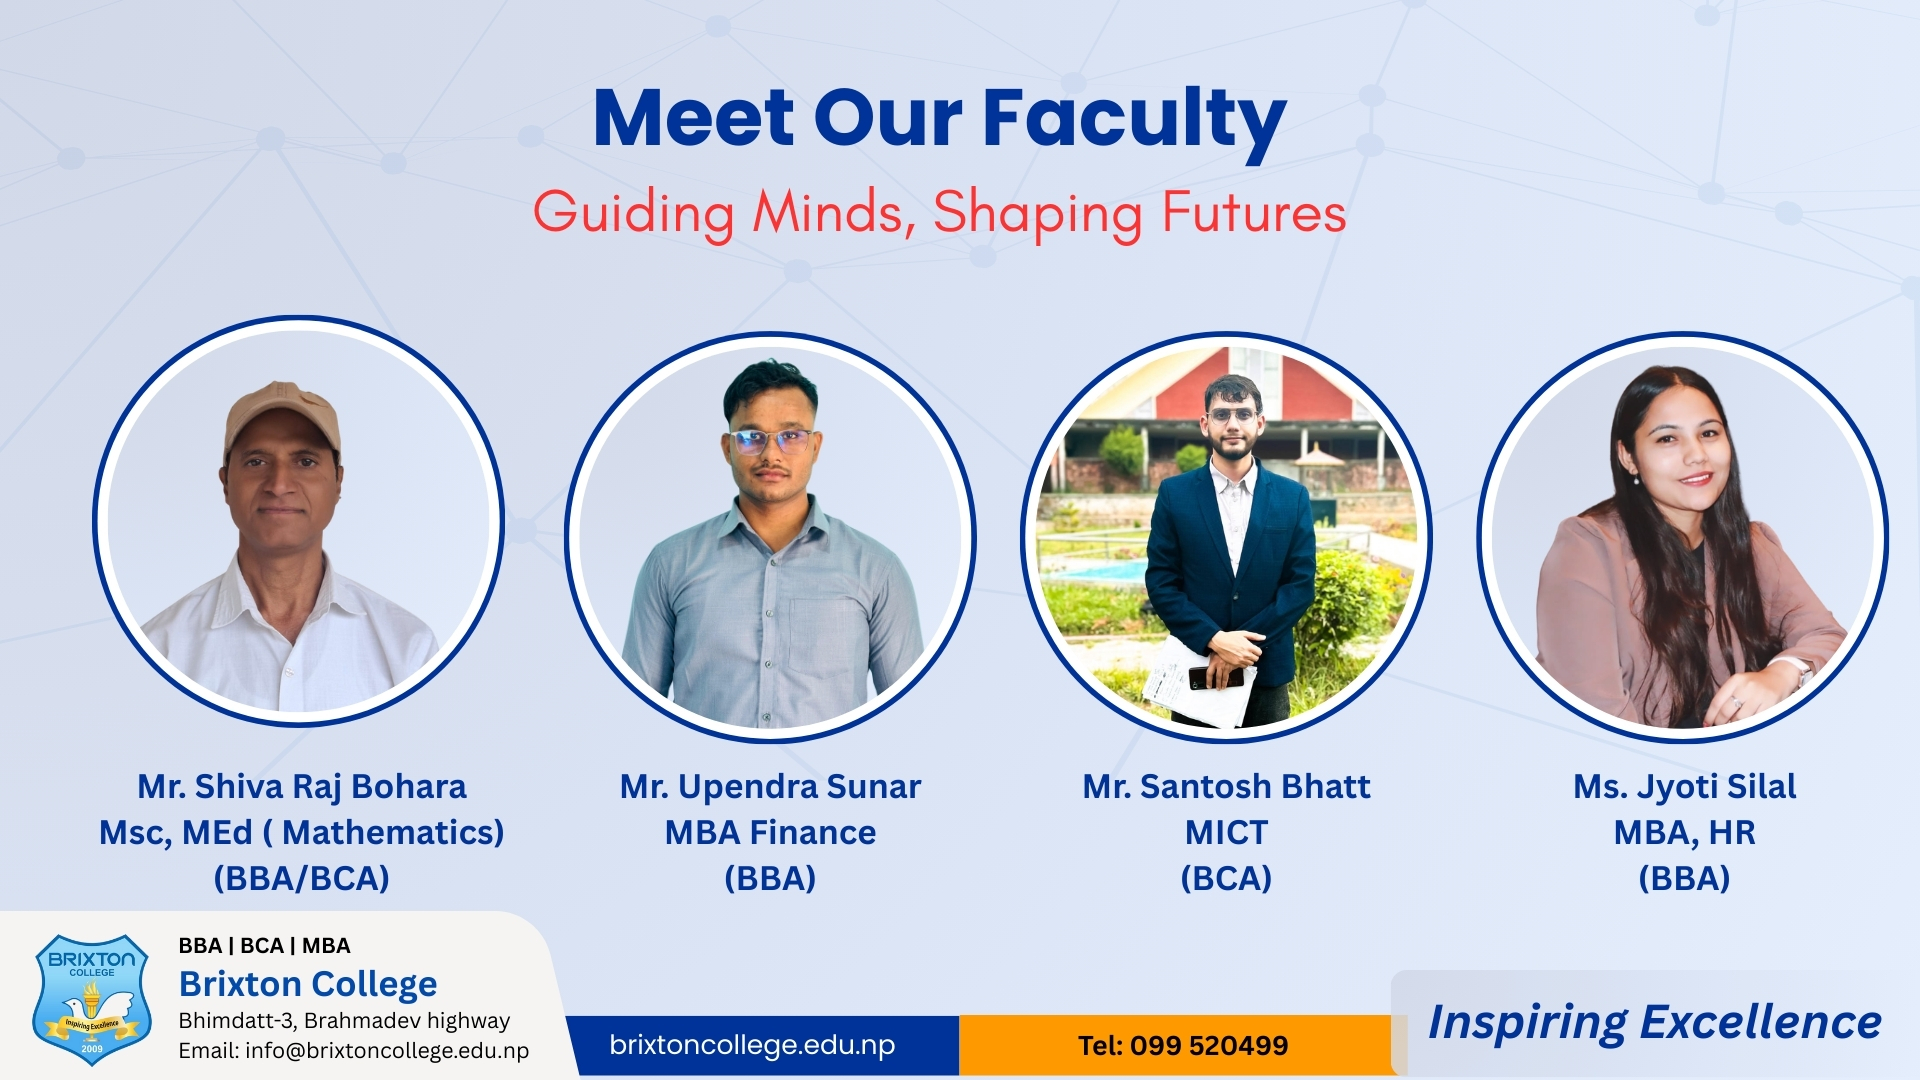 Meet Our Faculty
Guiding Minds, Shaping Futures
Mr. Shiva Raj Bohara
Msc, MEd ( Mathematics)
(BBA/BCA)
Mr. Upendra Sunar
MBA Finance
(BBA)
Mr. Santosh Bhatt
MICT
(BCA)
Ms. Jyoti Silal
MBA, HR
(BBA)
BRIXTON
COLLEGE
Inspiring Excellence
2009
BBA | BCA | MBA
Brixton College
Bhimdatt-3, Brahmadev highway
Email: info@brixtoncollege.edu.np
brixtoncollege.edu.np
Tel: 099 520499
Inspiring Excellence